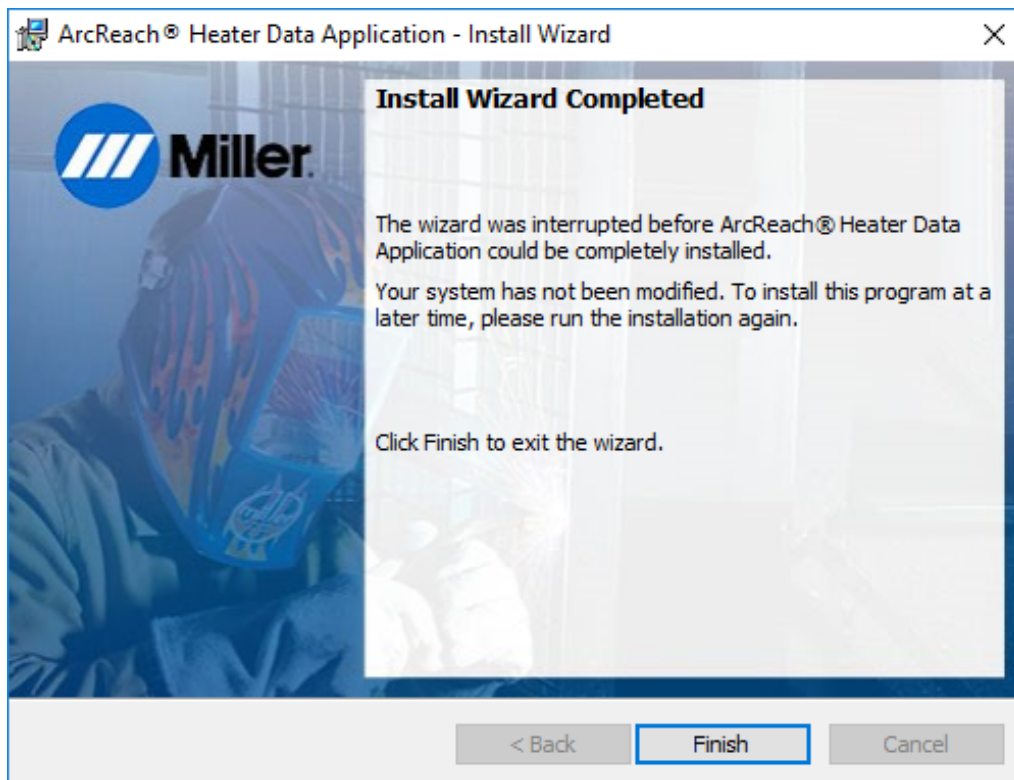 ArcReach® Heater Data Application - Install Wizard
Miller.
Install Wizard Completed
The wizard was interrupted before ArcReach® Heater Data
Application could be completely installed.
Your system has not been modified. To install this program at a
later time, please run the installation again.
Click Finish to exit the wizard.
< Back
Finish
Cancel